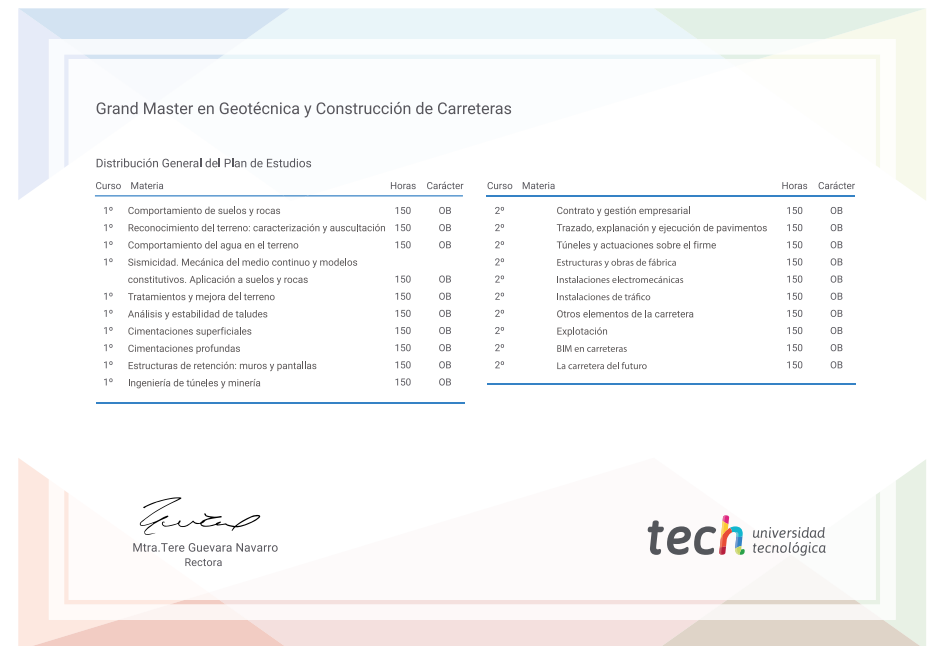 Grand Master en Geotécnica y Construcción de Carreteras
Distribución General del Plan de Estudios
Curso Materia Horas Carácter
1º Comportamiento de suelos y rocas 150 OB
1º Reconocimiento del terreno: caracterización y auscultación 150 OB
1º Comportamiento del agua en el terreno 150 OB
1º Sismicidad. Mecánica del medio continuo y modelos
constitutivos. Aplicación a suelos y rocas 150 OB
1º Tratamientos y mejora del terreno 150 OB
1º Análisis y estabilidad de taludes 150 OB
1º Cimentaciones superficiales 150 OB
1º Cimentaciones profundas 150 OB
1º Estructuras de retención: muros y pantallas 150 OB
1º Ingeniería de túneles y minería 150 OB
Curso Materia Horas Carácter
2º Contrato y gestión empresarial 150 OB
2º Trazado, explanación y ejecución de pavimentos 150 OB
2º Túneles y actuaciones sobre el firme 150 OB
2º Estructuras y obras de fábrica 150 OB
2º Instalaciones electromecánicas 150 OB
2º Instalaciones de tráfico 150 OB
2º Otros elementos de la carretera 150 OB
2º Explotación 150 OB
2º BIM en carreteras 150 OB
2º La carretera del futuro 150 OB
Mtra.Tere Guevara Navarro
Rectora
tech universidad
tecnológica